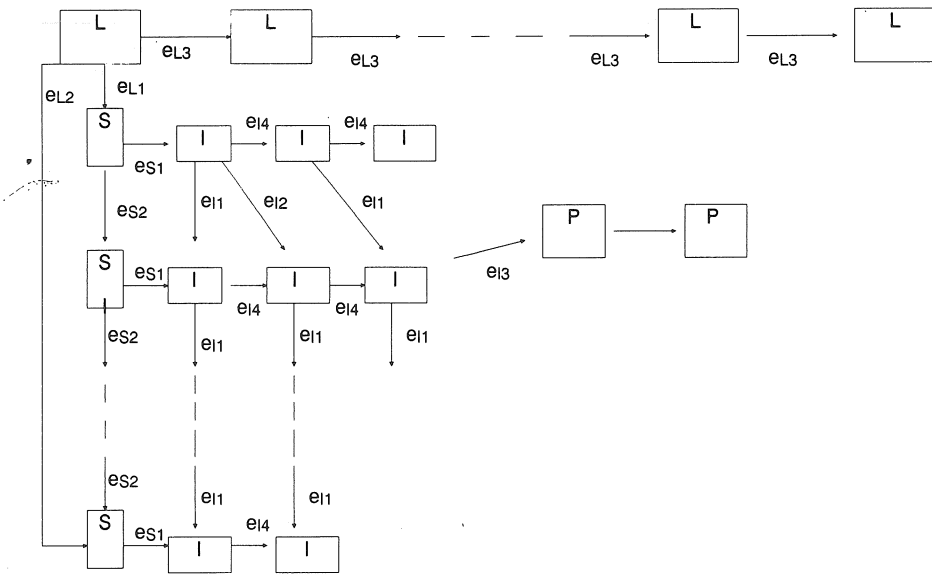 L L L L
eL3 eL3 eL3 eL3
eL2 eL1
S
I I I
eI4 eI4
eS1
eS2 eI1 eI2 eI1
P P
eI3
S
eS1
I I I
eI4 eI4
eS2 eI1 eI1 eI1
eS2 eI1 eI1
S
eS1
eI4
I I